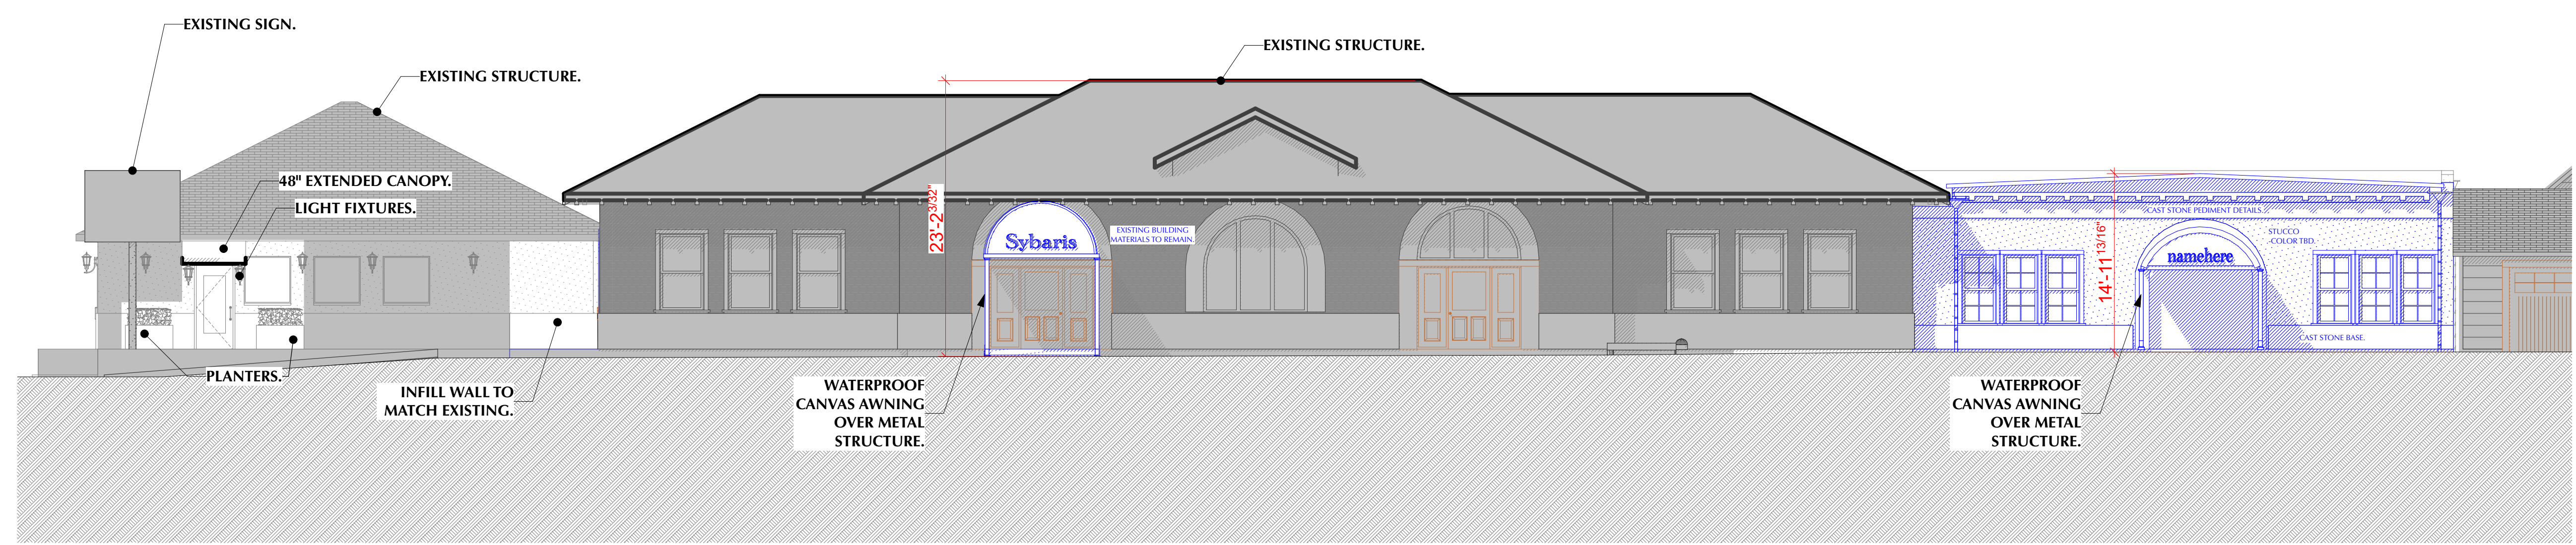 EXISTING SIGN.
EXISTING STRUCTURE.
EXISTING STRUCTURE.
48" EXTENDED CANOPY.
LIGHT FIXTURES.
23'-2 3/32"
Sybaris
EXISTING BUILDING
MATERIALS TO REMAIN.
CAST STONE PEDIMENT DETAILS.
STUCCO
-COLOR TBD.
namehere
14'-11 13/16"
CAST STONE BASE.
PLANTERS.
INFILL WALL TO
MATCH EXISTING.
WATERPROOF
CANVAS AWNING
OVER METAL
STRUCTURE.
WATERPROOF
CANVAS AWNING
OVER METAL
STRUCTURE.